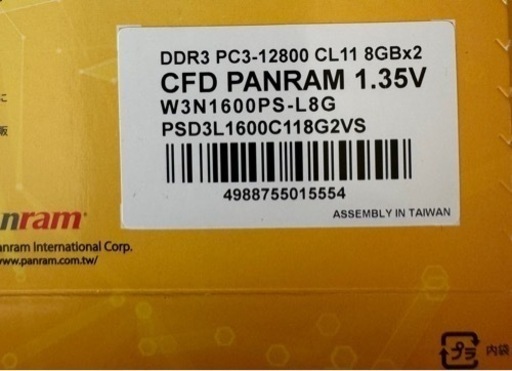 DDR3 PC3-12800 CL11 8GBx2
CFD PANRAM 1.35V
W3N1600PS-L8G
PSD3L1600C118G2VS
4988755015554
ASSEMBLY IN TAIWAN
に
販
nram
anram International Corp.
www.panram.com.tw/
プラ
内袋